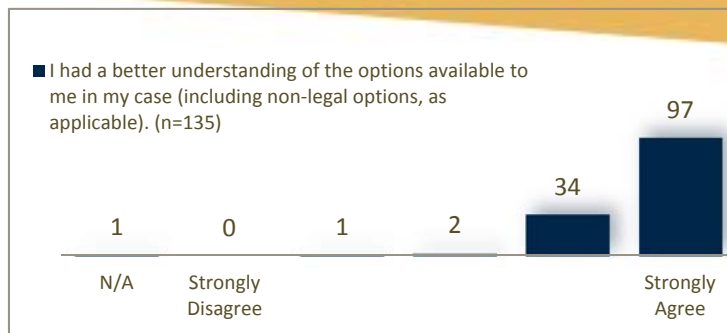 I had a better understanding of the options available to
me in my case (including non-legal options, as
applicable). (n=135)
97
34
1 0 1 2
N/A Strongly Strongly
Disagree Agree